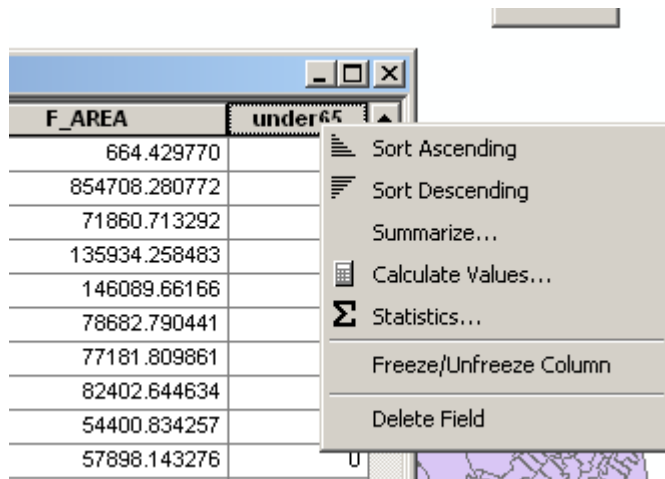 F_AREA under65
664.429770
Sort Ascending
854708.280772
Sort Descending
71860.713292
Summarize...
135934.258483
146089.66166
Calculate Values...
78682.790441
Statistics...
77181.809861
Freeze/Unfreeze Column
82402.644634
54400.834257
Delete Field
57898.143276 0